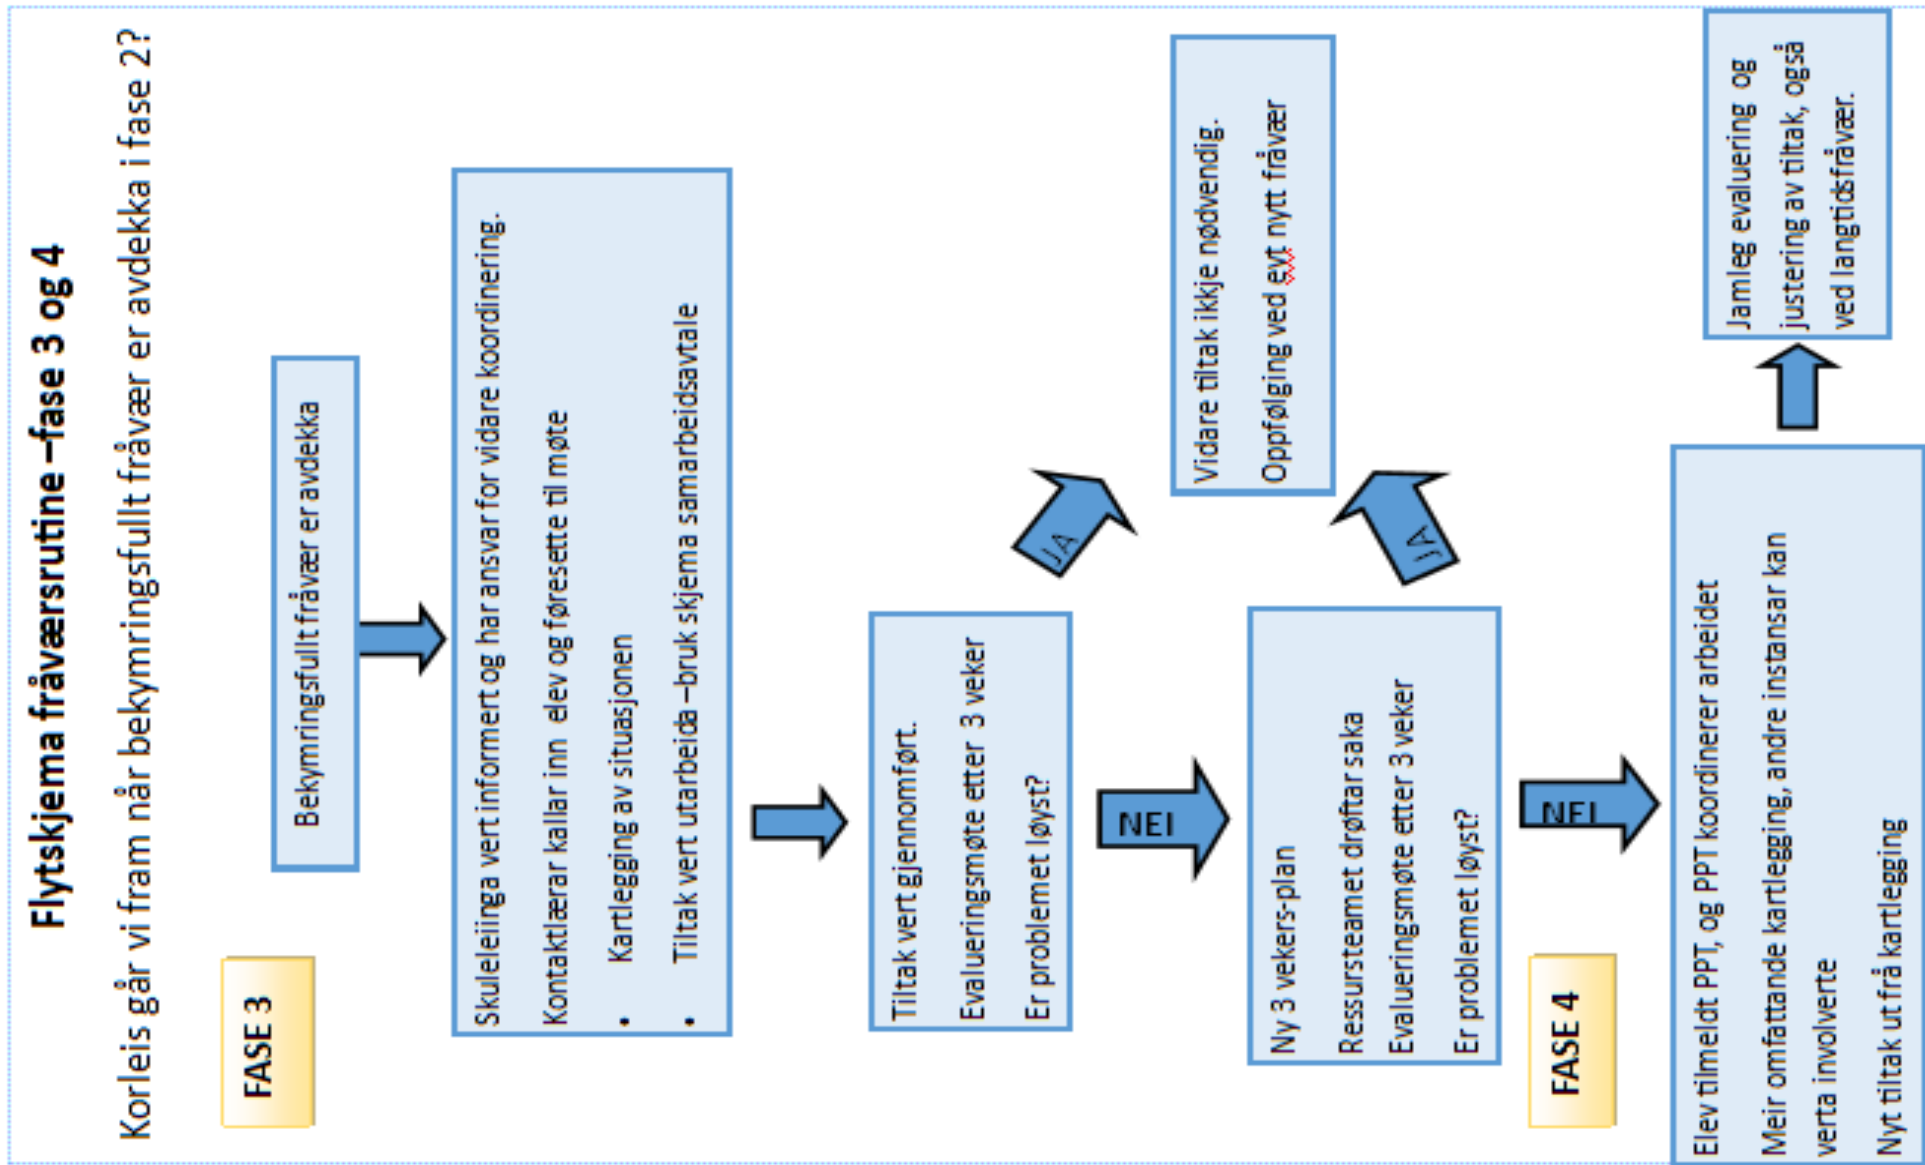 Flytskjema fråværsrutine –fase 3 og 4
Korleis går vi fram når bekymringsfullt fråvær er avdekka i fase 2?
FASE 3
Bekymringsfullt fråvær er avdekka
Skuleleiinga vert informert og har ansvar for vidare koordinering.
Kontaktlærar kallar inn elev og føresette til møte
• Kartlegging av situasjonen
• Tiltak vert utarbeida –bruk skjema samarbeidsavtale
Tiltak vert gjennomført.
Evalueringsmøte etter 3 veker
Er problemet løyst?
JA
Vidare tiltak ikkje nødvendig.
Oppfølging ved evt nytt fråvær
NEI
Ny 3 vekers-plan
Ressursteamet drøftar saka
Evalueringsmøte etter 3 veker
Er problemet løyst?
JA
NEI
FASE 4
Elev tilmeldt PPT, og PPT koordinerer arbeidet
Meir omfattande kartlegging, andre instansar kan
verta involverte
Nyt tiltak ut frå kartlegging
Jamleg evaluering og
justering av tiltak, også
ved langtidsfråvær.